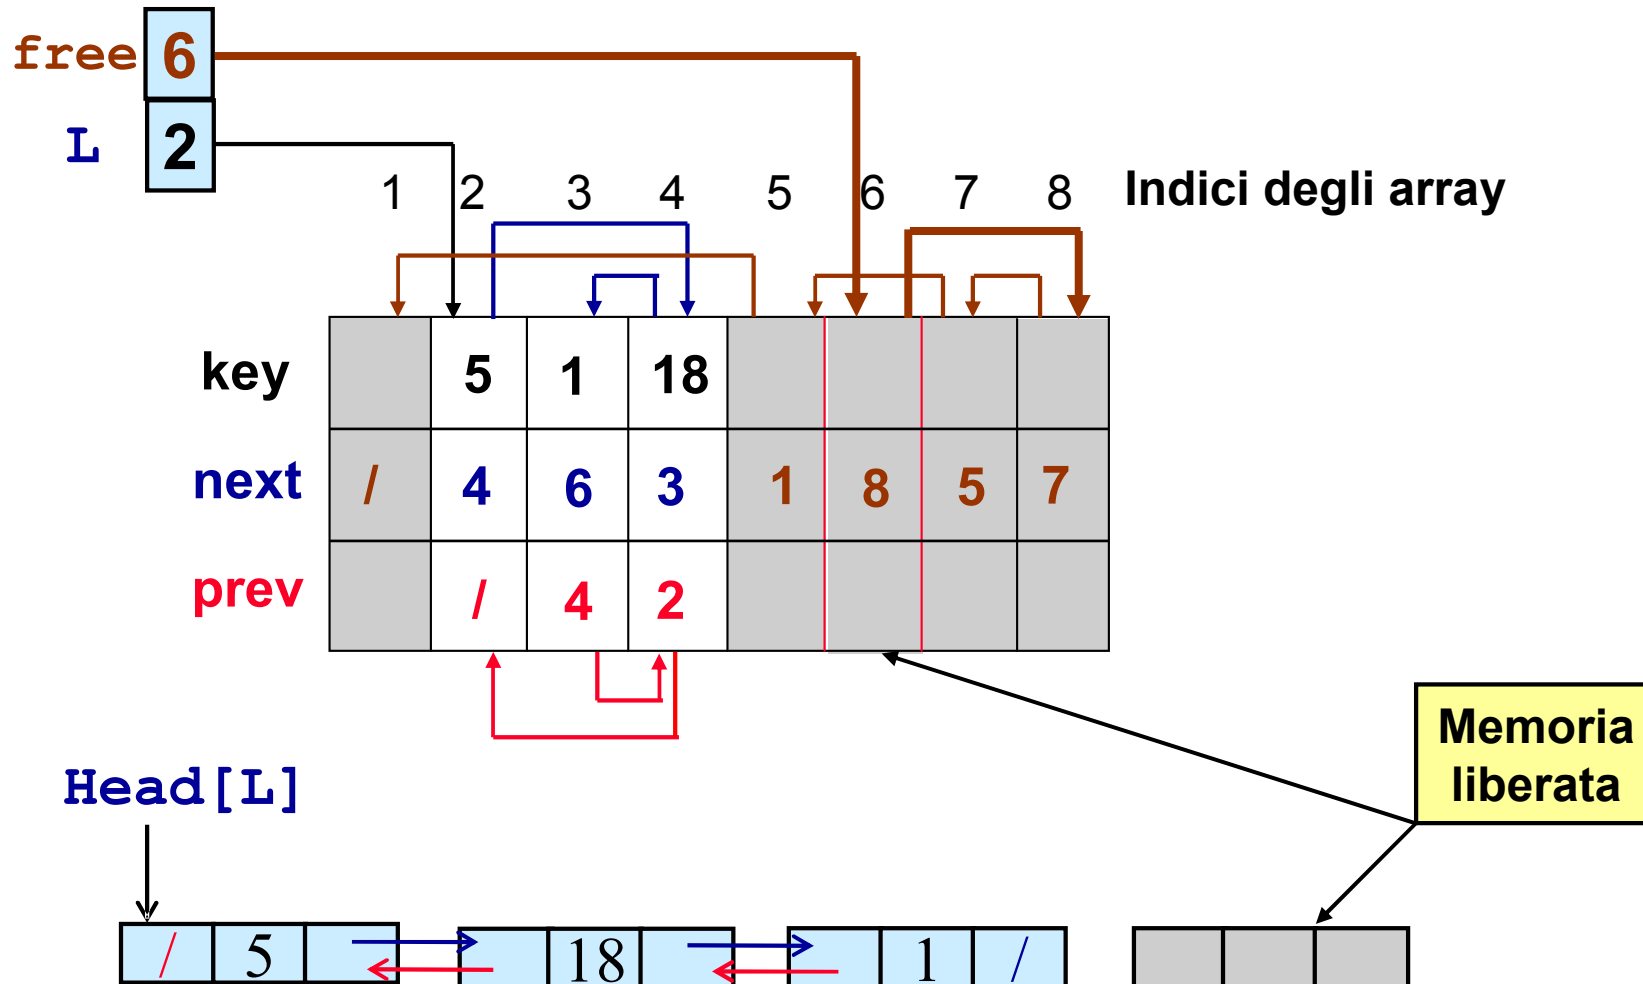 free 6
L 2
1 2 3 4 5 6 7 8 Indici degli array
key 5 1 18
next / 4 6 3 1 8 5 7
prev / 4 2
Memoria
liberata
Head[L]
/ 5 18 1 /